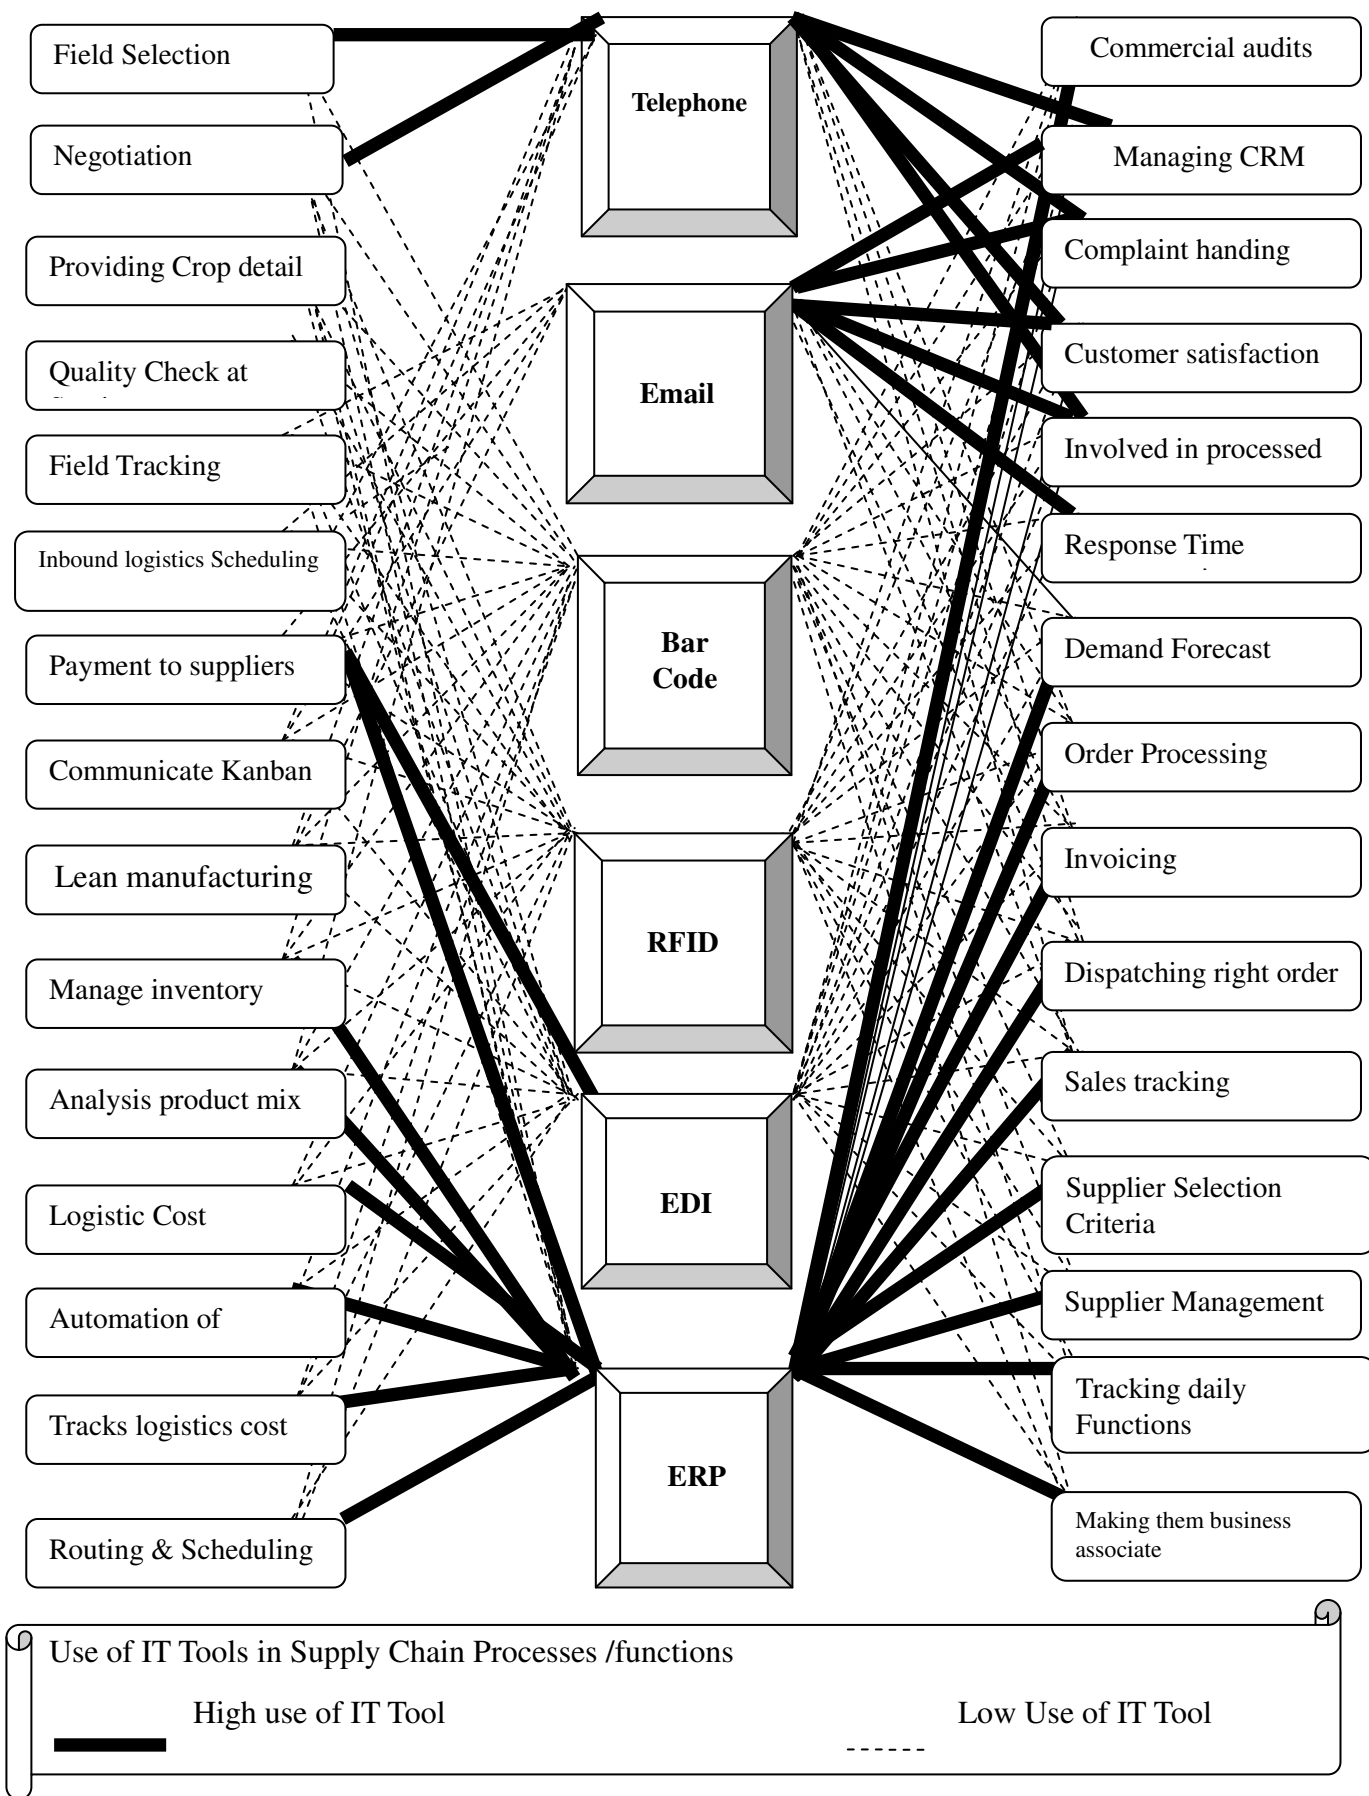 Field Selection
Negotiation
Providing Crop detail
Quality Check at
Field Tracking
Inbound logistics Scheduling
Payment to suppliers
Communicate Kanban
Lean manufacturing
Manage inventory
Analysis product mix
Logistic Cost
Automation of
Tracks logistics cost
Routing & Scheduling
Telephone
Email
Bar
Code
RFID
EDI
ERP
Commercial audits
Managing CRM
Complaint handing
Customer satisfaction
Involved in processed
Response Time
Demand Forecast
Order Processing
Invoicing
Dispatching right order
Sales tracking
Supplier Selection
Criteria
Supplier Management
Tracking daily
Functions
Making them business
associate
Use of IT Tools in Supply Chain Processes /functions
High use of IT Tool
Low Use of IT Tool